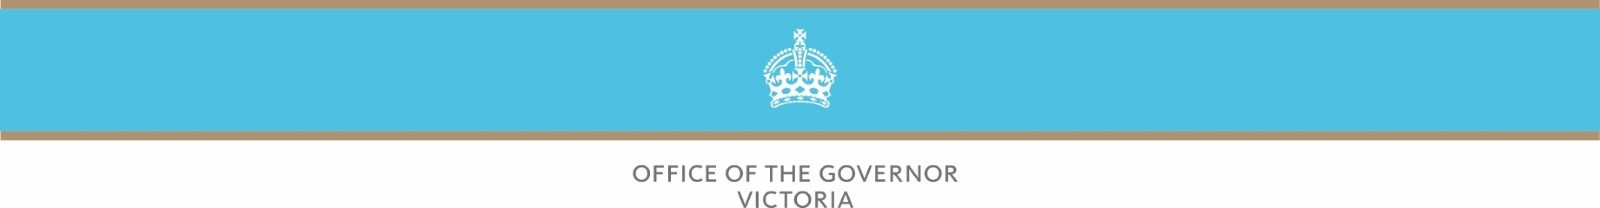 OFFICE OF THE GOVERNOR
VICTORIA